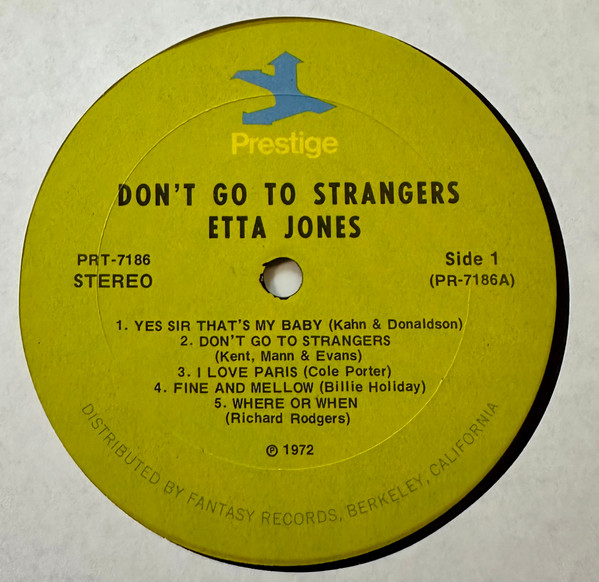 Prestige
DON'T GO TO STRANGERS
ETTA JONES
PRT-7186
STEREO
Side 1
(PR-7186A)
1. YES SIR THAT'S MY BABY (Kahn & Donaldson)
2. DON'T GO TO STRANGERS
(Kent, Mann & Evans)
3. I LOVE PARIS (Cole Porter)
4. FINE AND MELLOW (Billie Holiday)
5. WHERE OR WHEN
(Richard Rodgers)
℗ 1972
DISTRIBUTED BY FANTASY RECORDS, BERKELEY, CALIFORNIA